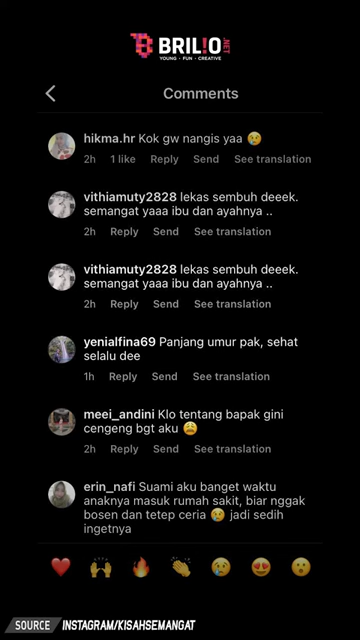 BRIL!O.NET
YOUNG • FUN • CREATIVE
Comments
hikma.hr Kok gw nangis yaa 😢
2h 1 like Reply Send See translation
vithiamuty2828 lekas sembuh deeek.
semangat yaaa ibu dan ayahnya ..
2h Reply Send See translation
vithiamuty2828 lekas sembuh deeek.
semangat yaaa ibu dan ayahnya ..
2h Reply Send See translation
yenialfina69 Panjang umur pak, sehat
selalu dee
1h Reply Send See translation
meei_andini Klo tentang bapak gini
cengeng bgt aku 😩
2h Reply Send See translation
erin_nafi Suami aku banget waktu
anaknya masuk rumah sakit, biar nggak
bosen dan tetep ceria 😢 jadi sedih
ingetnya
❤️ 🙌 🔥 👏 😢 😍 😮
SOURCE INSTAGRAM/KISAHSEMANGAT